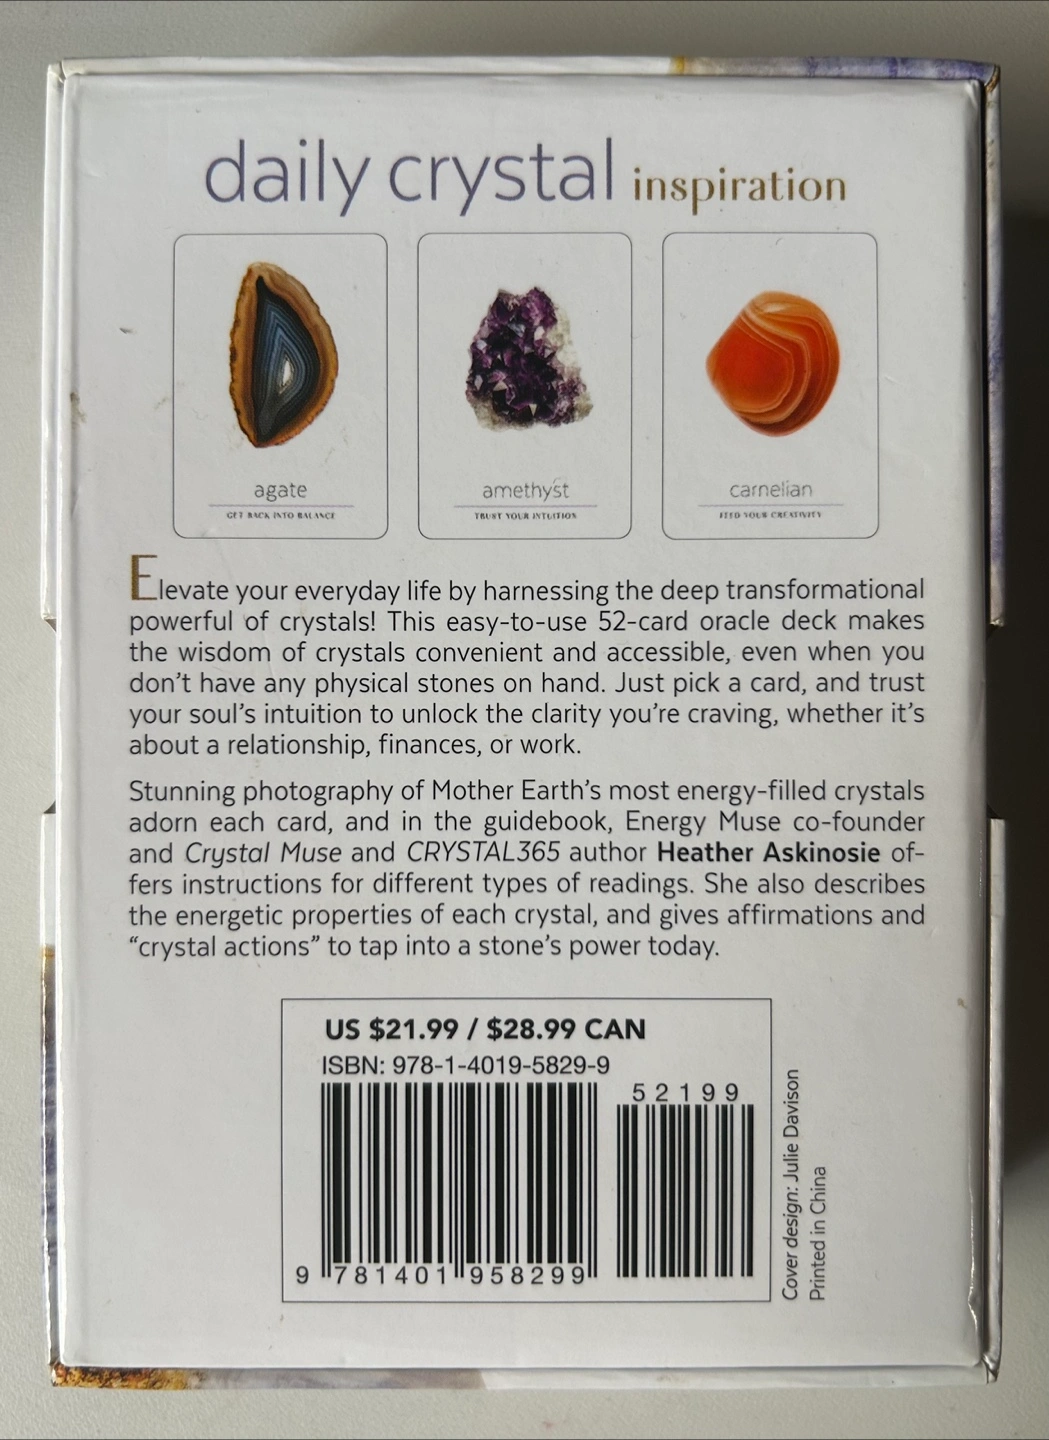 daily crystal inspiration
agate
GET BACK INTO BALANCE
amethyst
TRUST YOUR INTUITION
carnelian
FEED YOUR CREATIVITY
Elevate your everyday life by harnessing the deep transformational
powerful of crystals! This easy-to-use 52-card oracle deck makes
the wisdom of crystals convenient and accessible, even when you
don't have any physical stones on hand. Just pick a card, and trust
your soul's intuition to unlock the clarity you're craving, whether it's
about a relationship, finances, or work.
Stunning photography of Mother Earth's most energy-filled crystals
adorn each card, and in the guidebook, Energy Muse co-founder
and Crystal Muse and CRYSTAL365 author Heather Askinosie of-
fers instructions for different types of readings. She also describes
the energetic properties of each crystal, and gives affirmations and
“crystal actions” to tap into a stone's power today.
US $21.99 / $28.99 CAN
ISBN: 978-1-4019-5829-9
52199
9 781401 958299
Cover design: Julie Davison
Printed in China